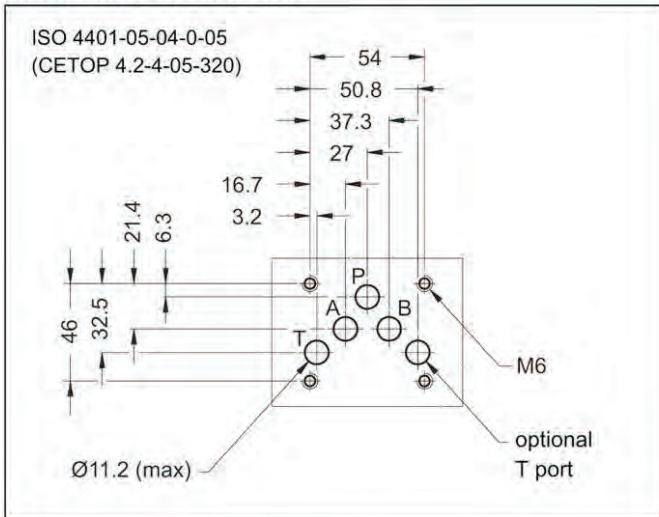 ISO 4401-05-04-0-05
(CETOP 4.2-4-05-320)
54
50.8
37.3
27
16.7
3.2
21.4
6.3
46
32.5
P
A
B
T
M6
optional
T port
Ø11.2 (max)